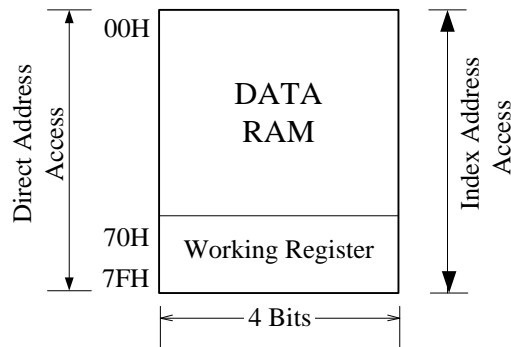 Direct Address
Access
00H
70H
7FH
DATA
RAM
Working Register
4 Bits
Index Address
Access